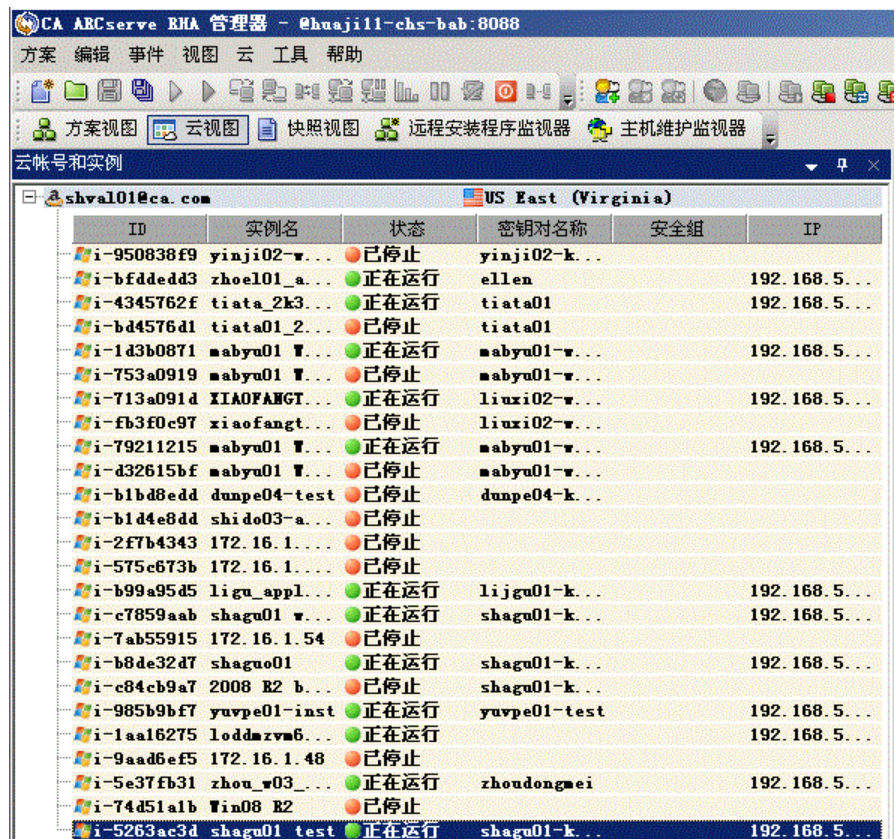 CA ARCserve RHA 管理器 - @huaji11-chs-bab:8088
方案 编辑 事件 视图 云 工具 帮助
方案视图 云视图 快照视图 远程安装程序监视器 主机维护监视器
云帐号和实例
shval01@ca.com US East (Virginia)
ID 实例名 状态 密钥对名称 安全组 IP
i-950838f9 yinji02-w... 已停止 yinji02-k...
i-bfddedd3 zhoel01_a... 正在运行 ellen 192.168.5...
i-4345762f tiata_2k3... 正在运行 tiata01 192.168.5...
i-bd4576d1 tiata01_2... 已停止 tiata01
i-1d3b0871 mabyu01 W... 正在运行 mabyu01-w... 192.168.5...
i-753a0919 mabyu01 W... 已停止 mabyu01-w...
i-713a091d XIAOFANGT... 正在运行 liuxi02-w... 192.168.5...
i-fb3f0c97 xiaofangt... 已停止 liuxi02-w...
i-79211215 mabyu01 W... 正在运行 mabyu01-w... 192.168.5...
i-d32615bf mabyu01 W... 已停止 mabyu01-w...
i-b1bd8edd dunpe04-test 已停止 dunpe04-k...
i-b1d4e8dd shido03-a... 已停止
i-2f7b4343 172.16.1.... 已停止
i-575c673b 172.16.1.... 已停止
i-b99a95d5 ligu_appl... 正在运行 lijgu01-k... 192.168.5...
i-c7859aab shagu01 w... 正在运行 shagu01-k... 192.168.5...
i-7ab55915 172.16.1.54 已停止
i-b8de32d7 shaguo01 正在运行 shagu01-k... 192.168.5...
i-c84cb9a7 2008 R2 b... 已停止 shagu01-k...
i-985b9bf7 yuvpe01-inst 正在运行 yuvpe01-test 192.168.5...
i-1aa16275 loddmzvm6... 正在运行 192.168.5...
i-9aad6ef5 172.16.1.48 已停止
i-5e37fb31 zhou_w03_... 正在运行 zhoudongmei 192.168.5...
i-74d51a1b Win08 R2 已停止
i-5263ac3d shagu01 test 正在运行 shagu01-k... 192.168.5...